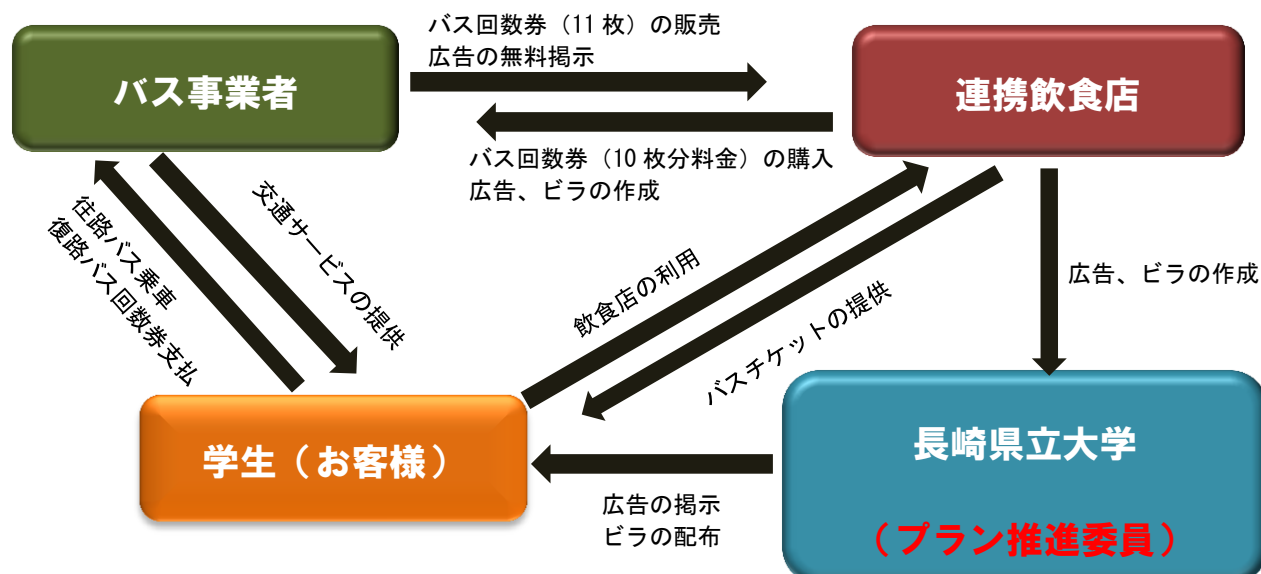 バス回数券（11 枚）の販売
広告の無料掲示
バス事業者
連携飲食店
バス回数券（10 枚分料金）の購入
広告、ビラの作成
往路バス乗車
復路バス回数券支払
交通サービスの提供
飲食店の利用
バスチケットの提供
広告、ビラの作成
学生（お客様）
長崎県立大学
（プラン推進委員）
広告の掲示
ビラの配布